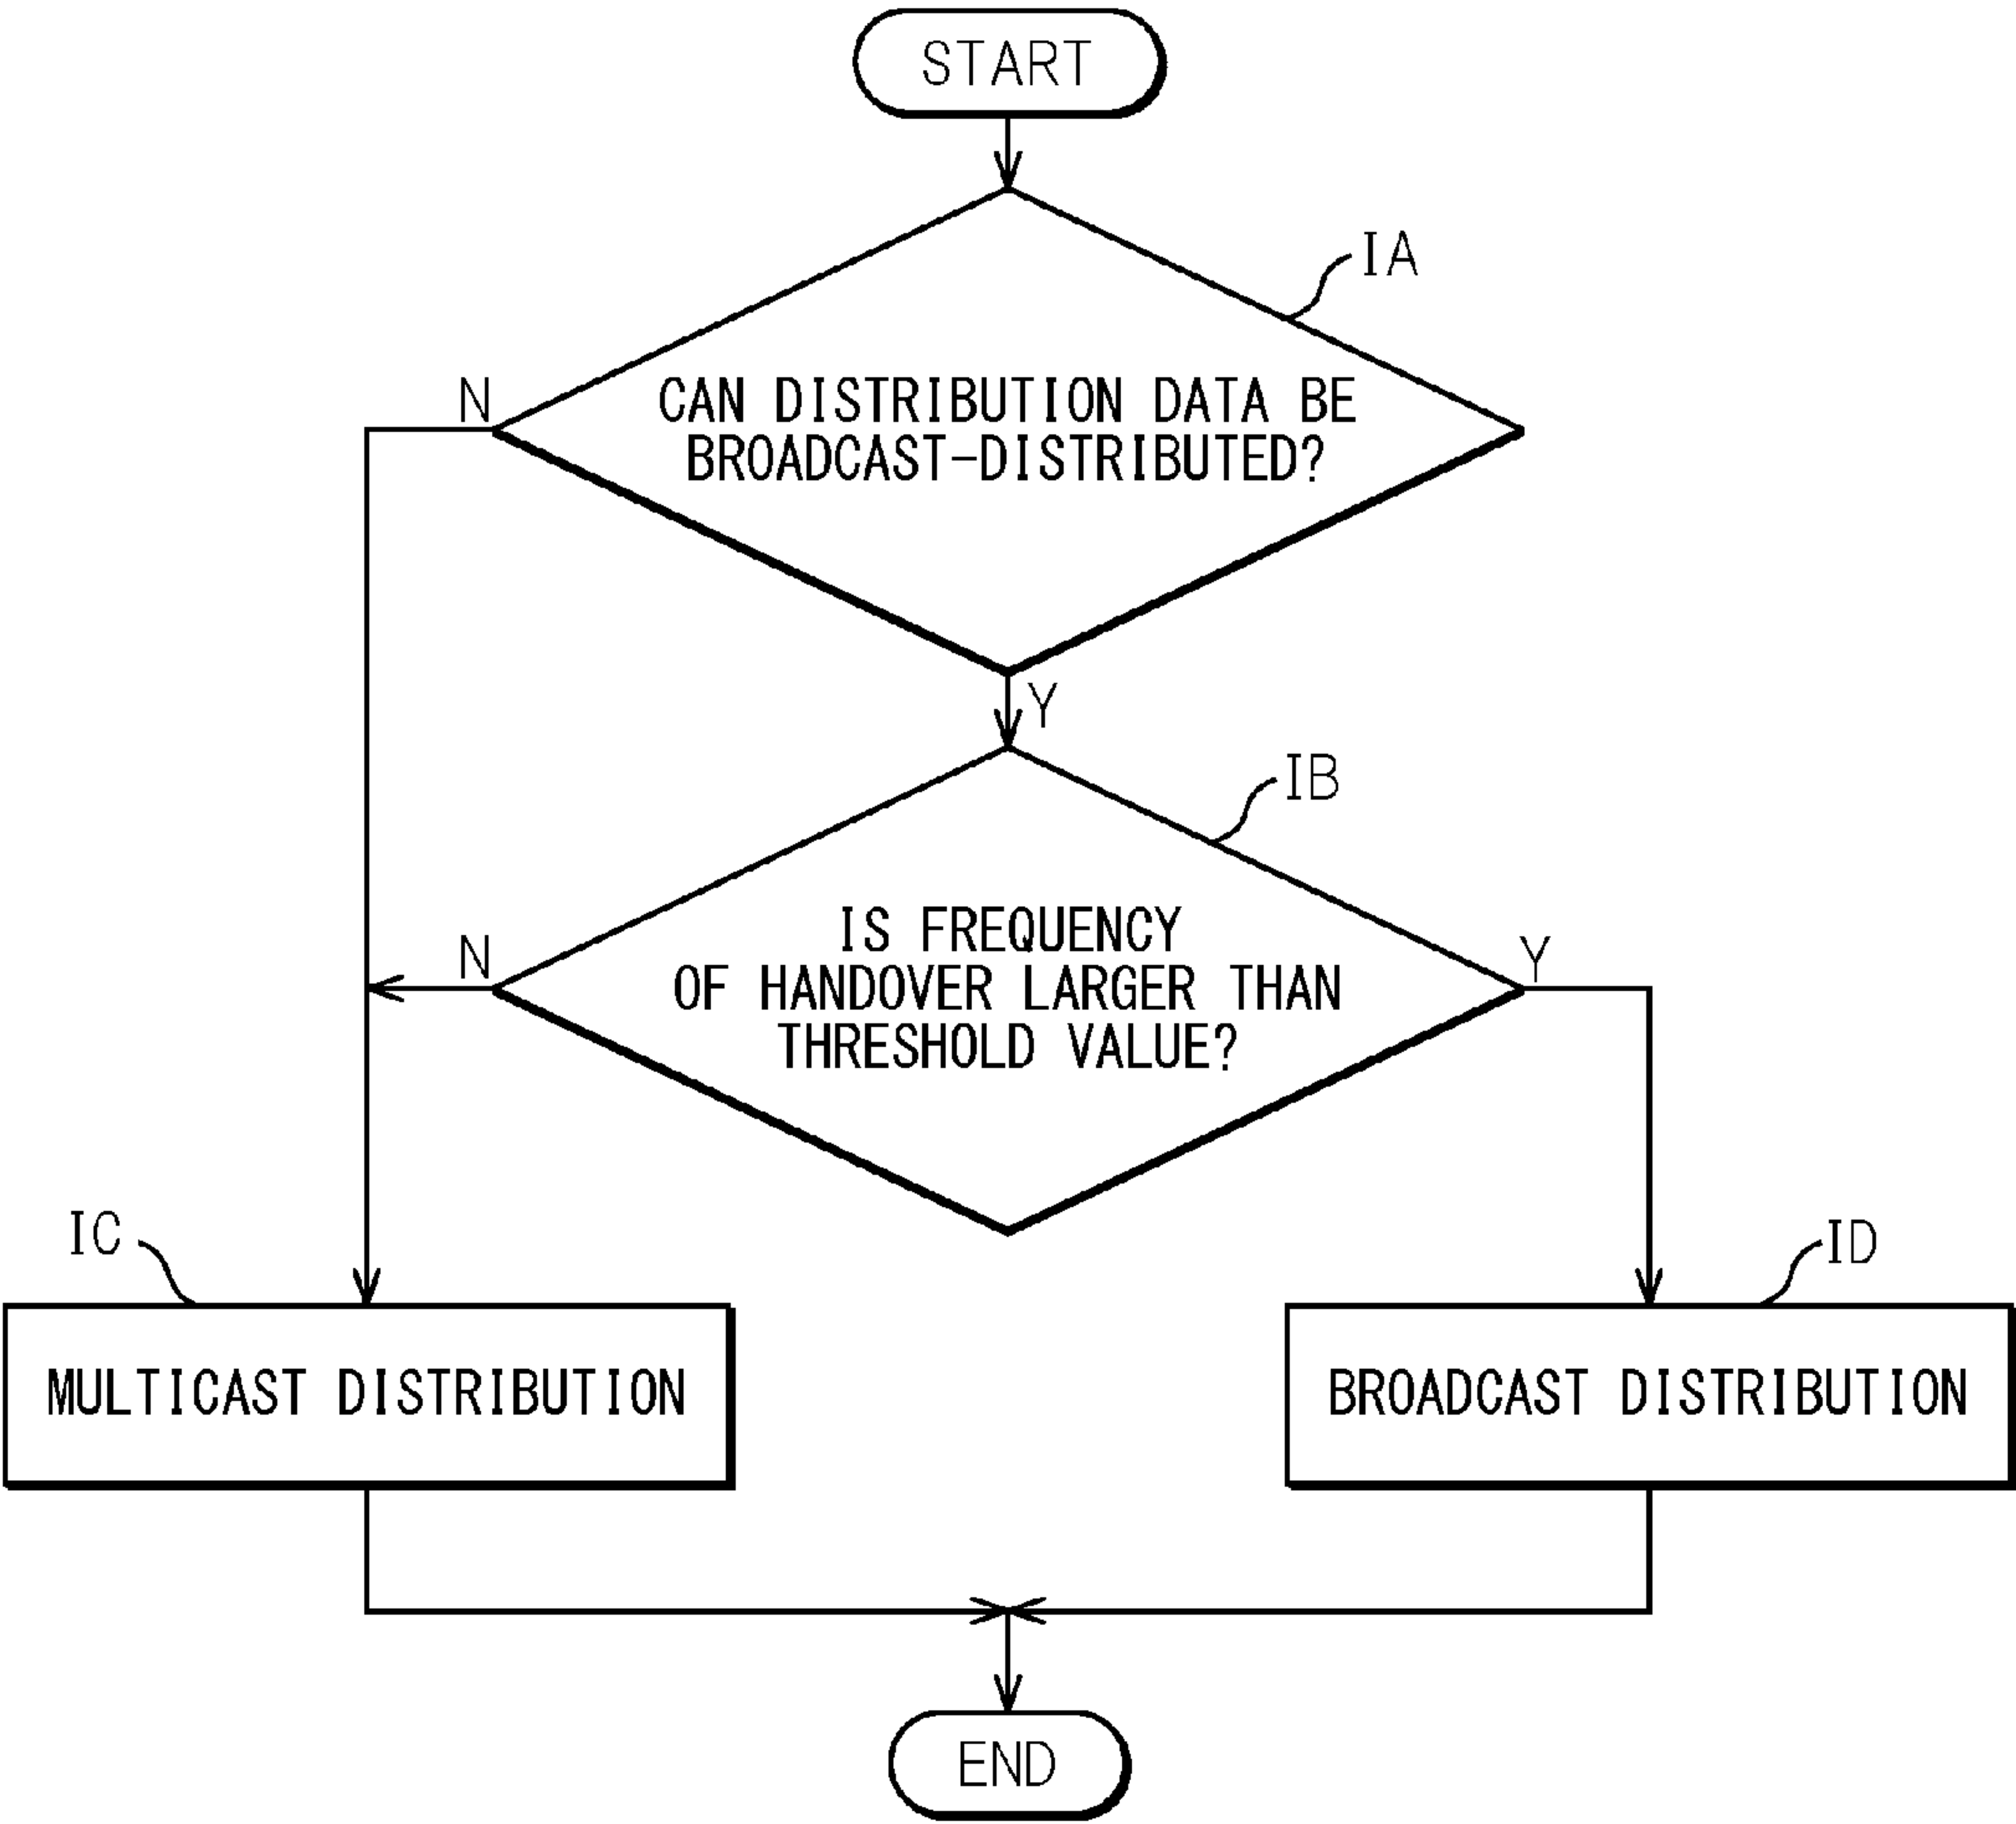 START
IA
N
CAN DISTRIBUTION DATA BE
BROADCAST-DISTRIBUTED?
Y
IB
IS FREQUENCY
N
Y
OF HANDOVER LARGER THAN
THRESHOLD VALUE?
IC
ID
MULTICAST DISTRIBUTION
BROADCAST DISTRIBUTION
END